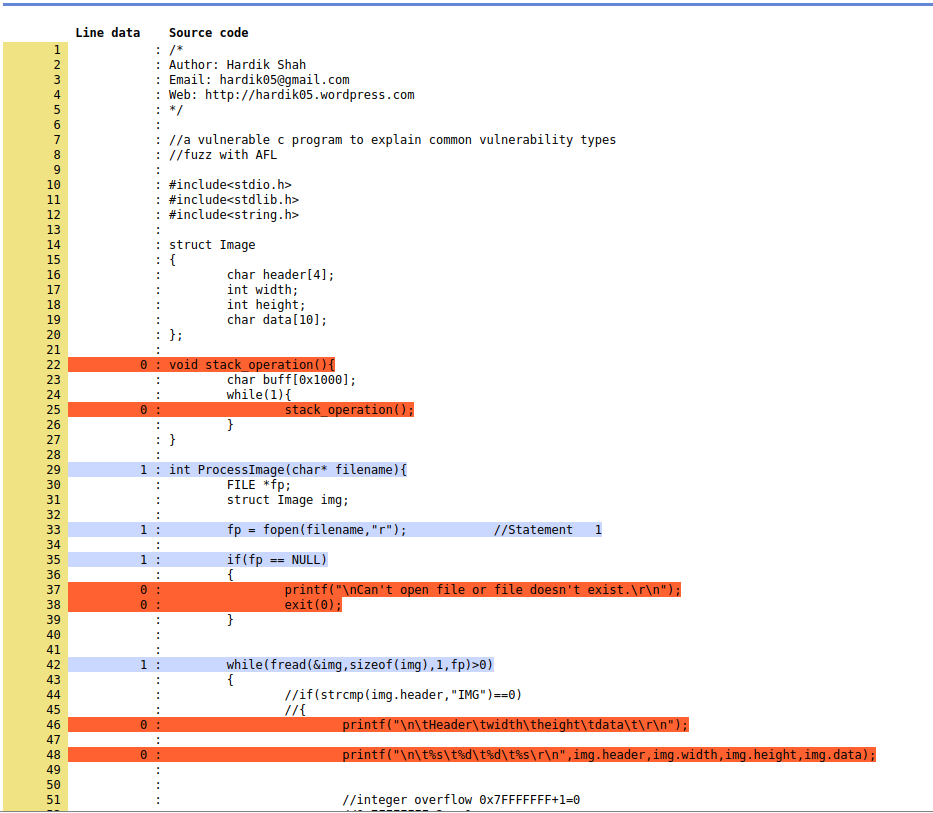 Line data Source code
1 : /*
2 : Author: Hardik Shah
3 : Email: hardik05@gmail.com
4 : Web: http://hardik05.wordpress.com
5 : */
6 :
7 : //a vulnerable c program to explain common vulnerability types
8 : //fuzz with AFL
9 :
10 : #include<stdio.h>
11 : #include<stdlib.h>
12 : #include<string.h>
13 :
14 : struct Image
15 : {
16 : char header[4];
17 : int width;
18 : int height;
19 : char data[10];
20 : };
21 :
22 0 : void stack_operation(){
23 : char buff[0x1000];
24 : while(1){
25 0 : stack_operation();
26 : }
27 : }
28 :
29 1 : int ProcessImage(char* filename){
30 : FILE *fp;
31 : struct Image img;
32 :
33 1 : fp = fopen(filename,"r"); //Statement 1
34 :
35 1 : if(fp == NULL)
36 : {
37 0 : printf("\nCan't open file or file doesn't exist.\r\n");
38 0 : exit(0);
39 : }
40 :
41 :
42 1 : while(fread(&img,sizeof(img),1,fp)>0)
43 : {
44 : //if(strcmp(img.header,"IMG")==0)
45 : //{
46 0 : printf("\n\tHeader\twidth\theight\tdata\t\r\n");
47 :
48 0 : printf("\n\t%s\t%d\t%d\t%s\r\n",img.header,img.width,img.height,img.data);
49 :
50 :
51 : //integer overflow 0x7FFFFFFF+1=0